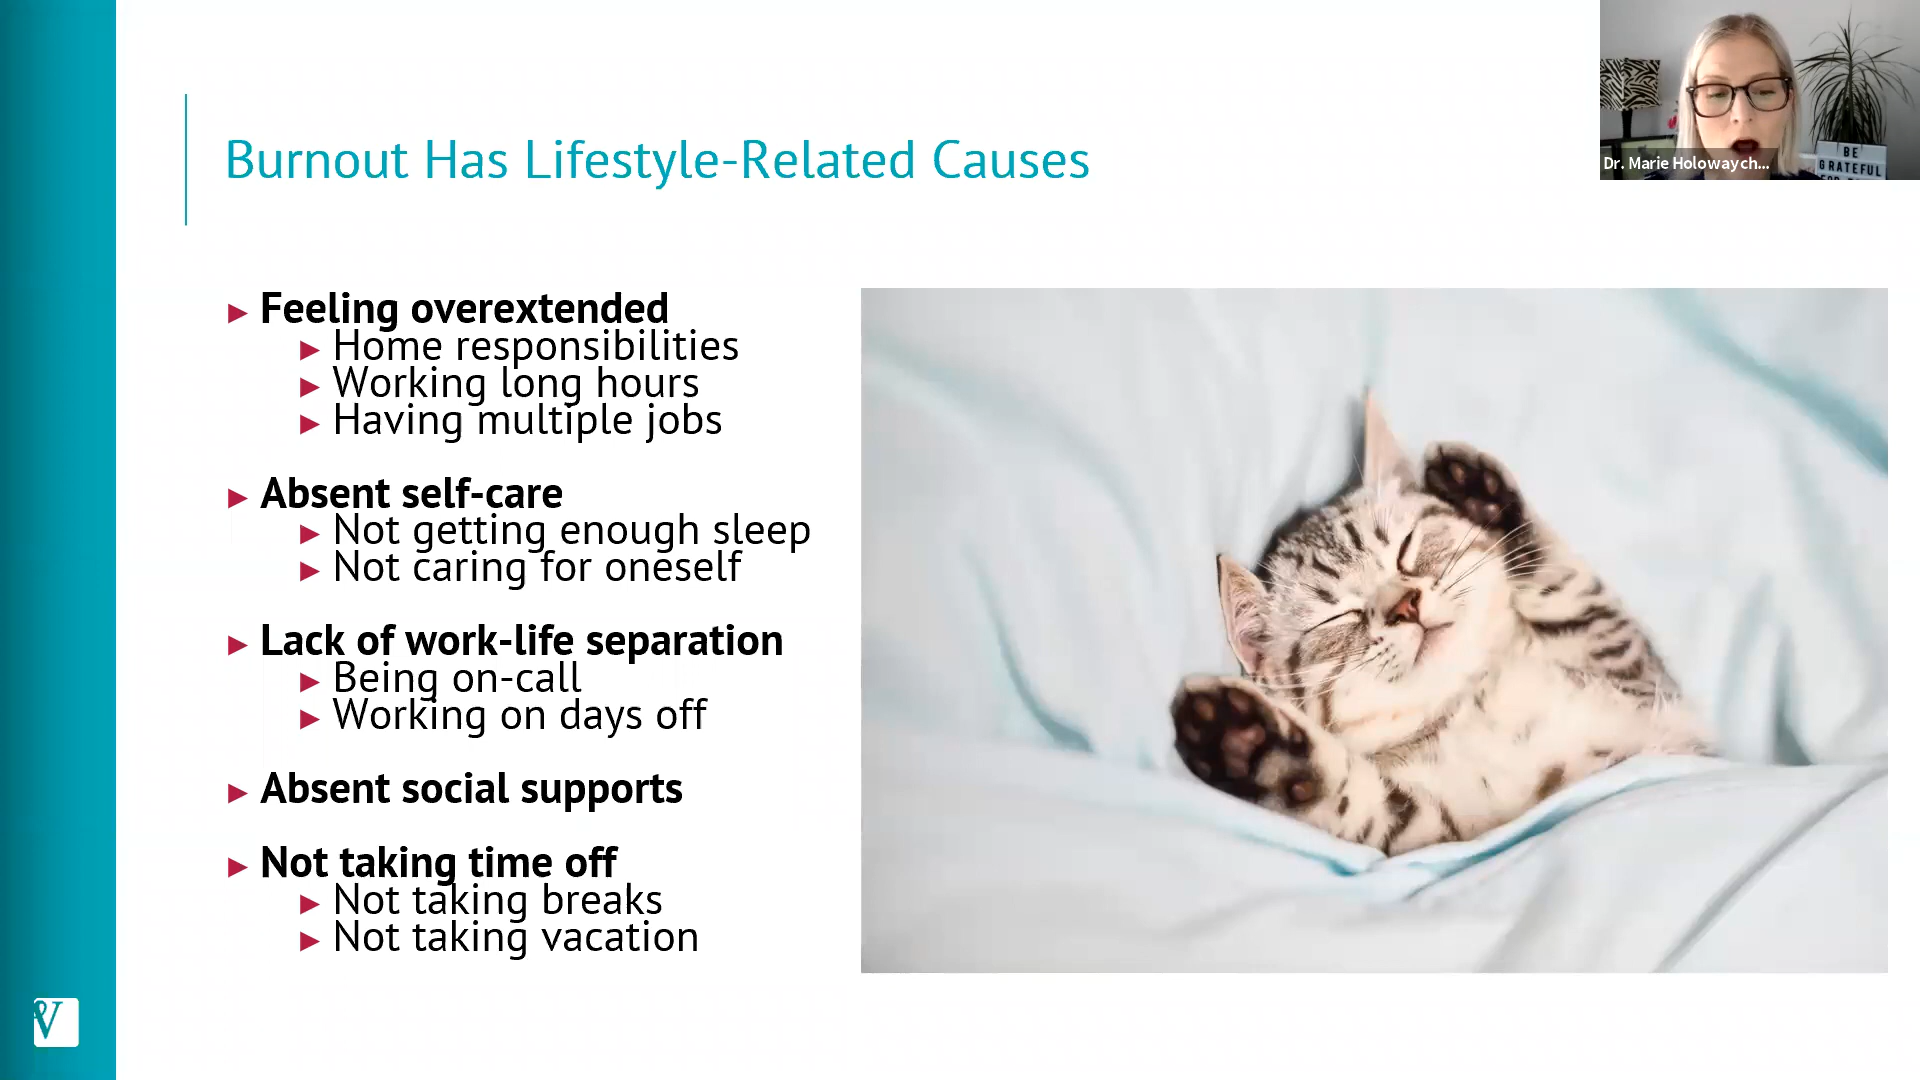 Burnout Has Lifestyle-Related Causes
Dr. Marie Holowaych...
BE
GRATEFUL
► Feeling overextended
► Home responsibilities
► Working long hours
► Having multiple jobs
► Absent self-care
► Not getting enough sleep
► Not caring for oneself
► Lack of work-life separation
► Being on-call
► Working on days off
► Absent social supports
► Not taking time off
► Not taking breaks
► Not taking vacation
V